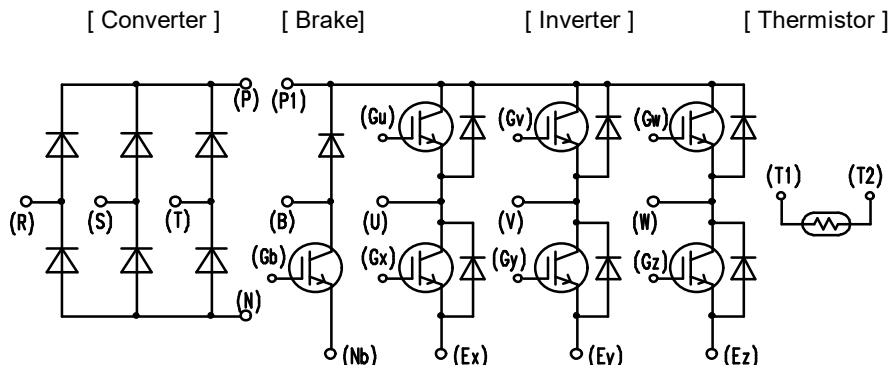 [ Converter ] [ Brake] [ Inverter ] [ Thermistor ]
(P) (P1)
(Gu) (Gv) (Gw)
(T1) (T2)
(R) (S) (T) (B) (U) (V) (W)
(Gb) (Gx) (Gy) (Gz)
(N)
(Nb) (Ex) (Ey) (Ez)